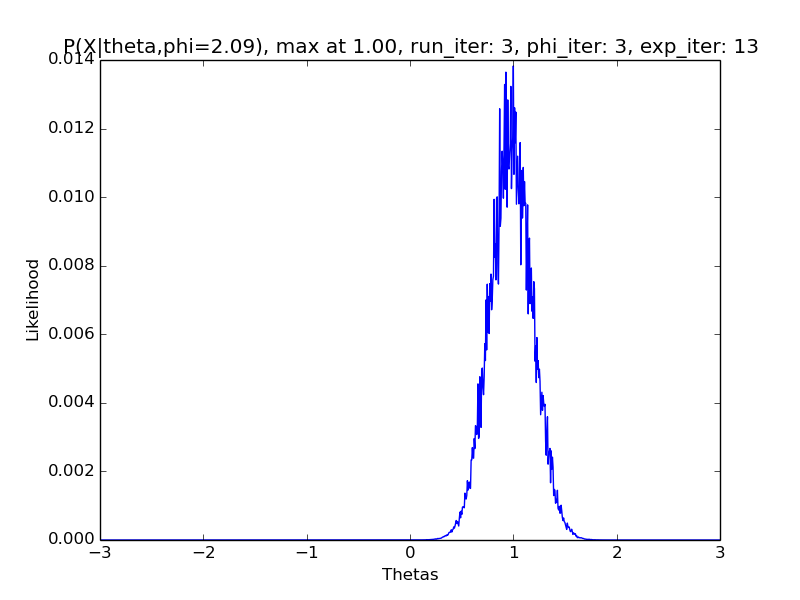 P(X|theta,phi=2.09), max at 1.00, run_iter: 3, phi_iter: 3, exp_iter: 13
0.014
0.012
0.010
0.008
0.006
0.004
0.002
0.000
Likelihood
−3 −2 −1 0 1 2 3
Thetas